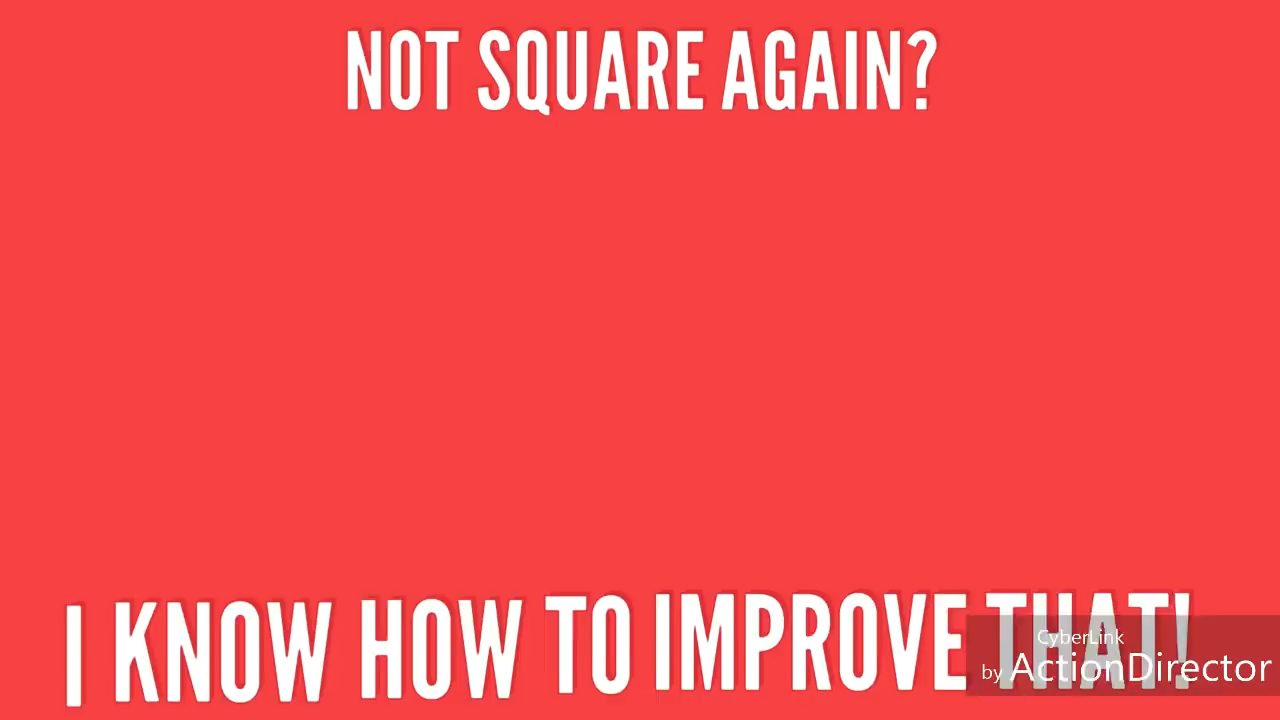 NOT SQUARE AGAIN?
I KNOW HOW TO IMPROVE THAT!
CyberLink
by ActionDirector